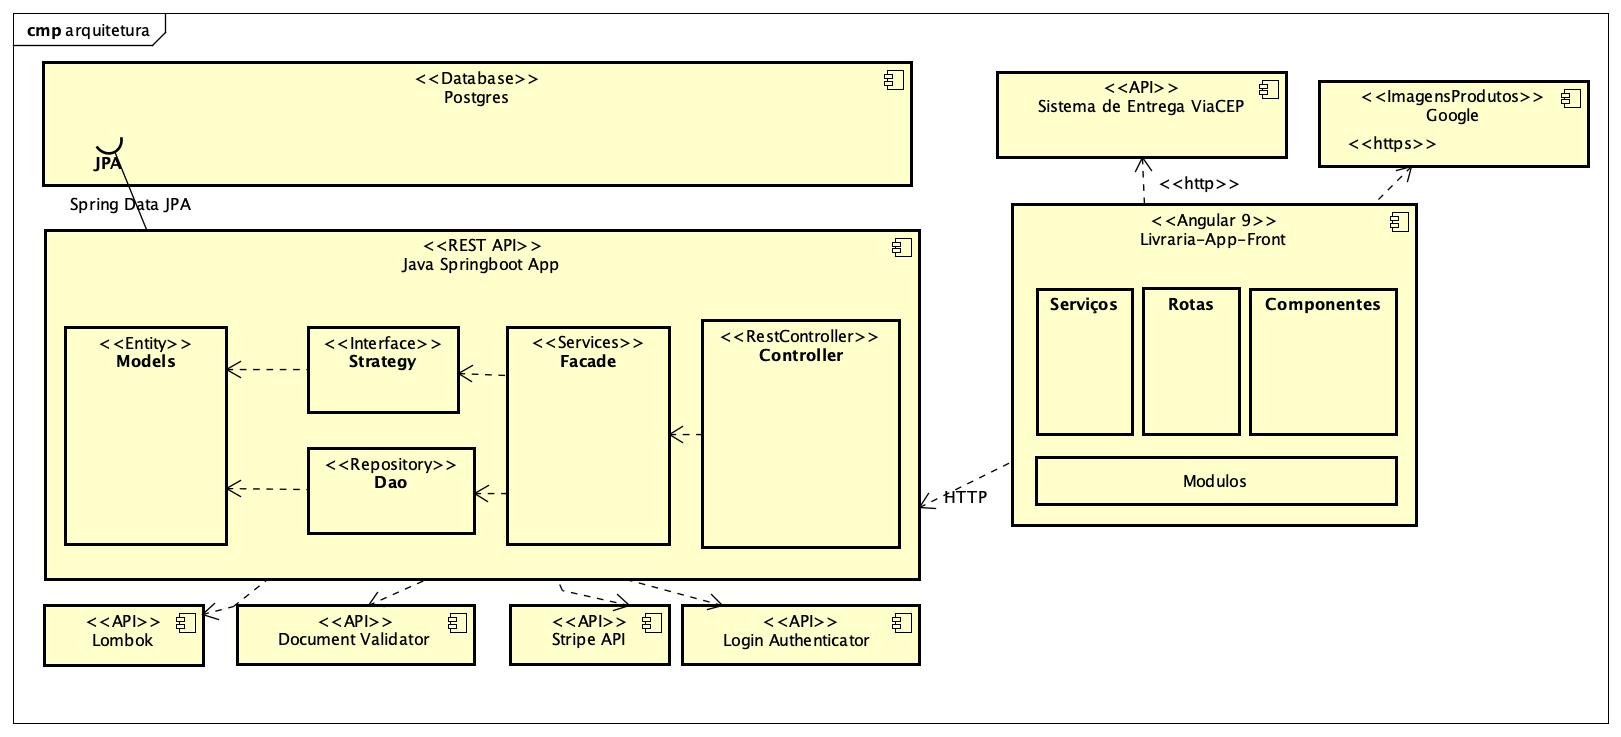 cmp arquitetura
<<Database>>
Postgres
JPA
Spring Data JPA
<<REST API>>
Java Springboot App
<<Entity>>
Models
<<Interface>>
Strategy
<<Repository>>
Dao
<<Services>>
Facade
<<RestController>>
Controller
<<API>>
Lombok
<<API>>
Document Validator
<<API>>
Stripe API
<<API>>
Login Authenticator
HTTP
<<API>>
Sistema de Entrega ViaCEP
<<http>>
<<ImagensProdutos>>
Google
<<https>>
<<Angular 9>>
Livraria-App-Front
Serviços
Rotas
Componentes
Modulos